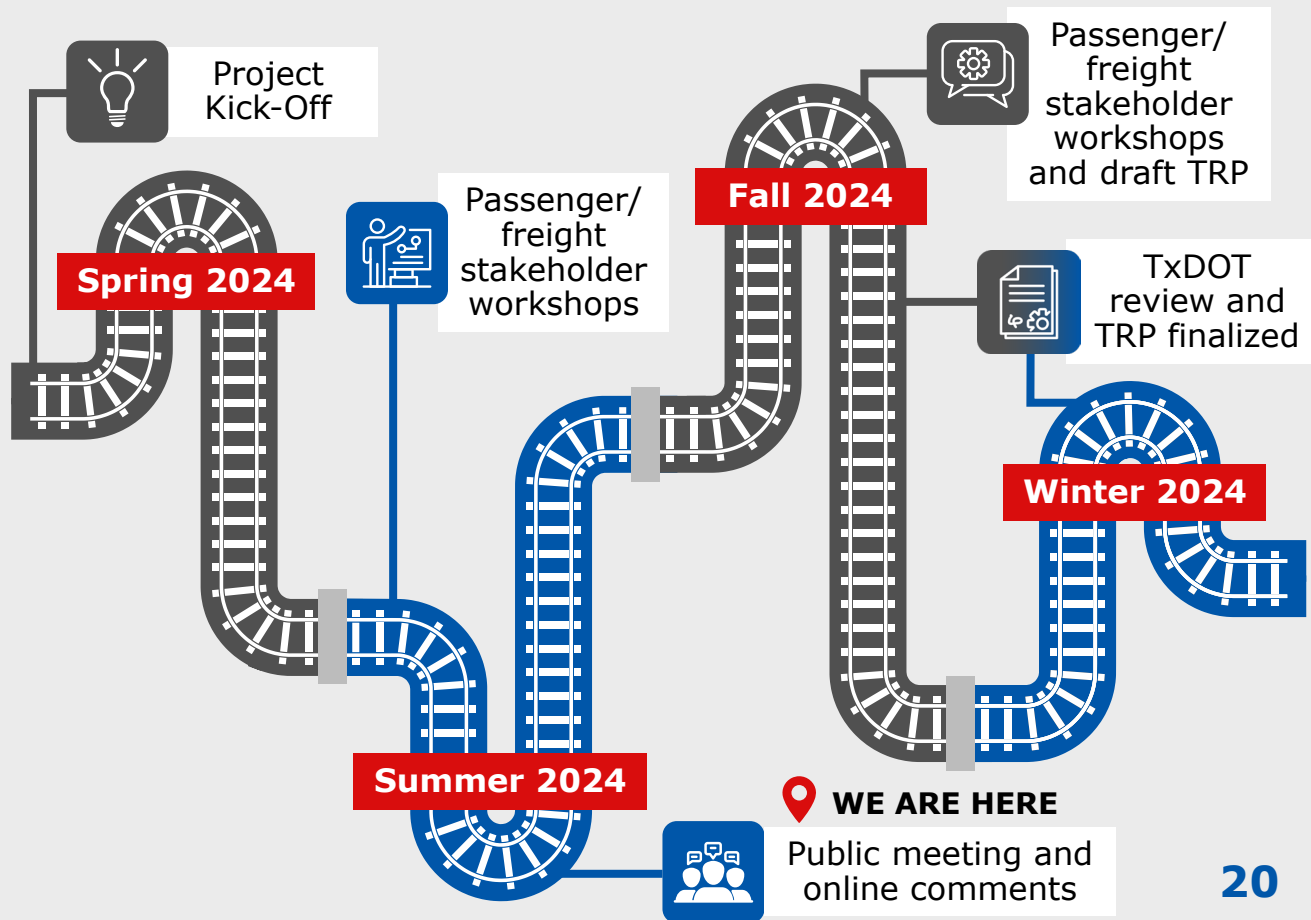 Project
Kick-Off
Spring 2024
Passenger/
freight
stakeholder
workshops
Summer 2024
WE ARE HERE
Public meeting and
online comments
Fall 2024
Passenger/
freight
stakeholder
workshops
and draft TRP
TxDOT
review and
TRP finalized
Winter 2024
20